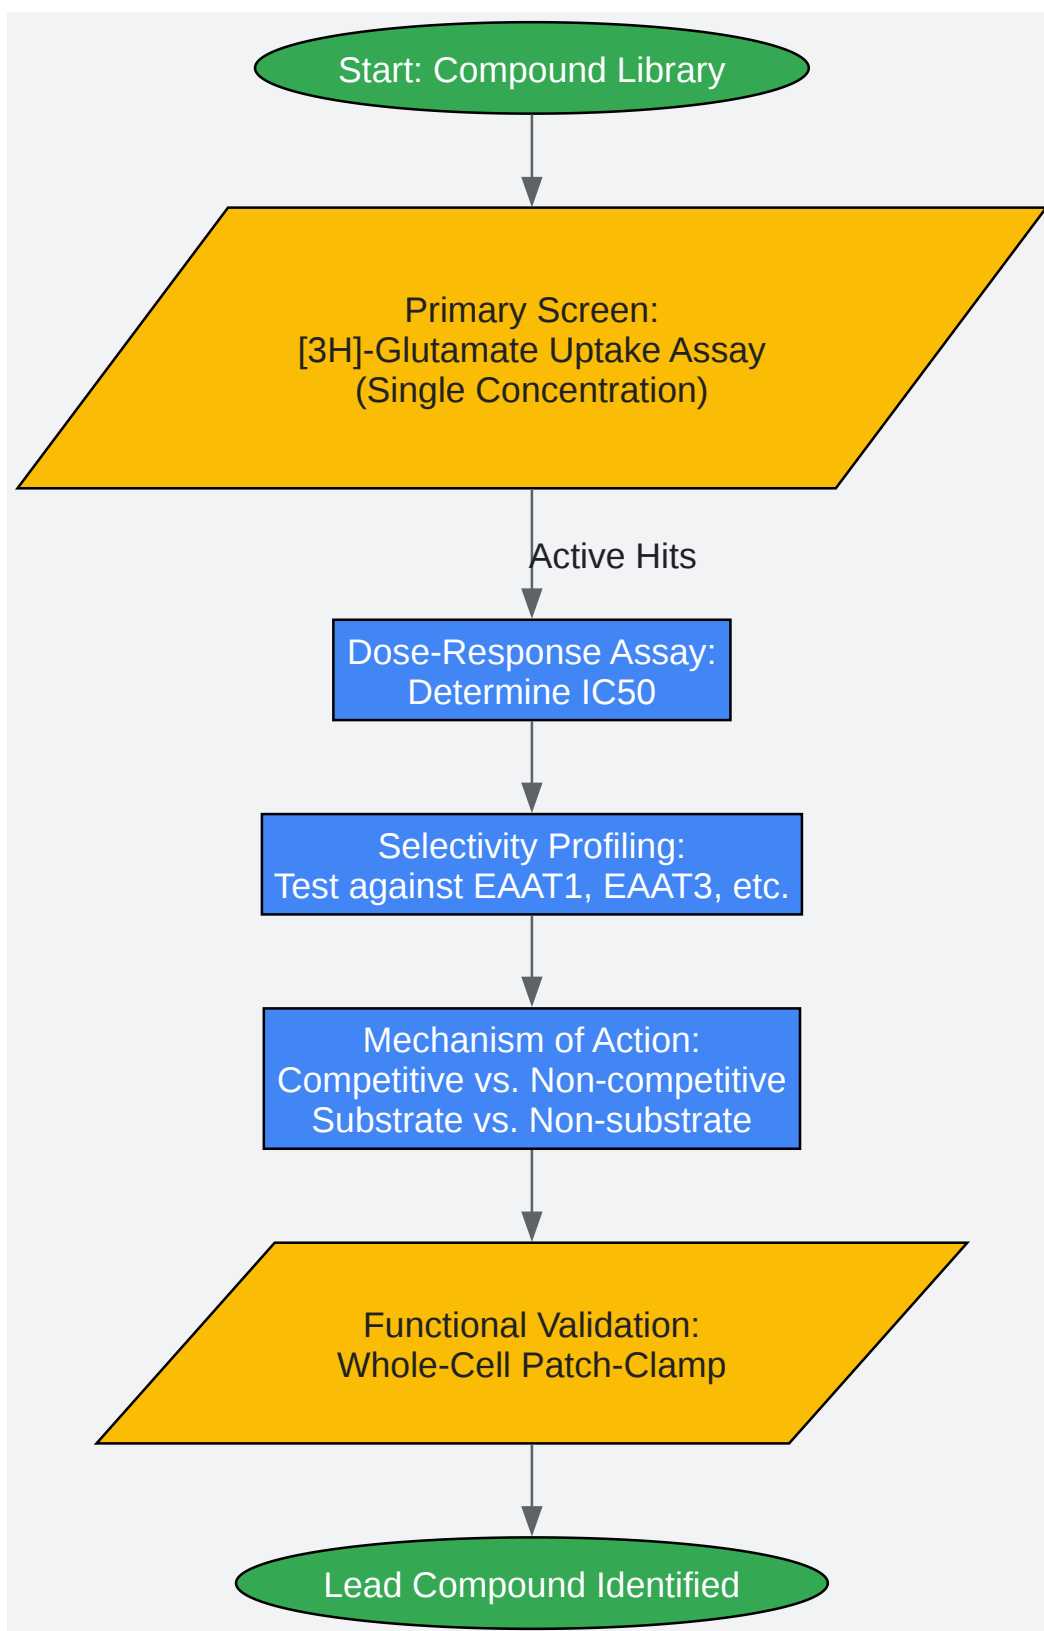 Start: Compound Library
Primary Screen:
[3H]-Glutamate Uptake Assay
(Single Concentration)
Active Hits
Dose-Response Assay:
Determine IC50
Selectivity Profiling:
Test against EAAT1, EAAT3, etc.
Mechanism of Action:
Competitive vs. Non-competitive
Substrate vs. Non-substrate
Functional Validation:
Whole-Cell Patch-Clamp
Lead Compound Identified